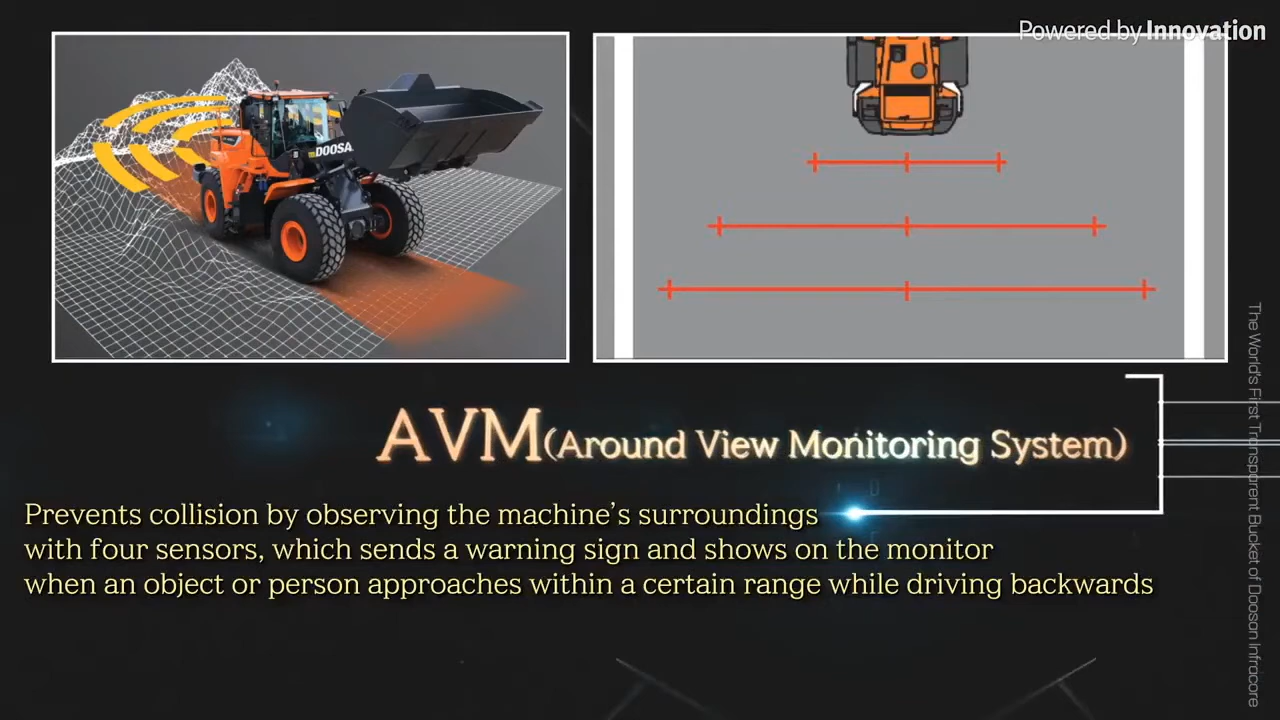 Powered by Innovation
DOOSA
AVM(Around View Monitoring System)
Prevents collision by observing the machine's surroundings
with four sensors, which sends a warning sign and shows on the monitor
when an object or person approaches within a certain range while driving backwards
The World's First Transparent Bucket of Doosan Infracore